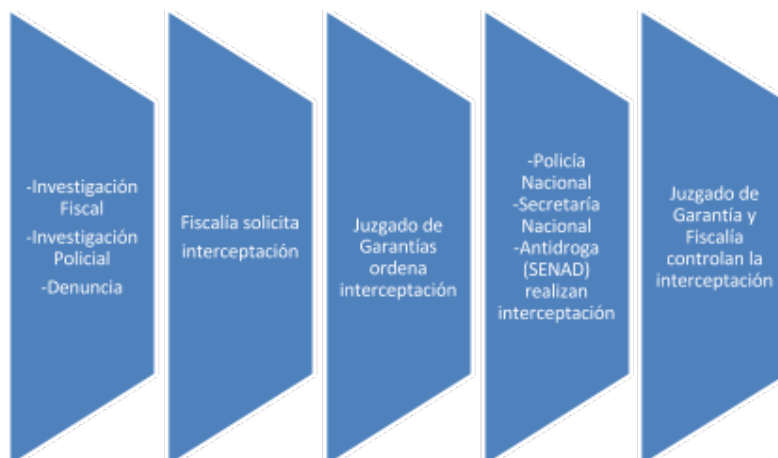 -Investigación
Fiscal
-Investigación
Policial
-Denuncia
Fiscalía solicita
interceptación
Juzgado de
Garantías
ordena
interceptación
-Policía
Nacional
-Secretaría
Nacional
-Antidroga
(SENAD)
realizan
interceptación
Juzgado de
Garantía y
Fiscalía
controlan la
interceptación